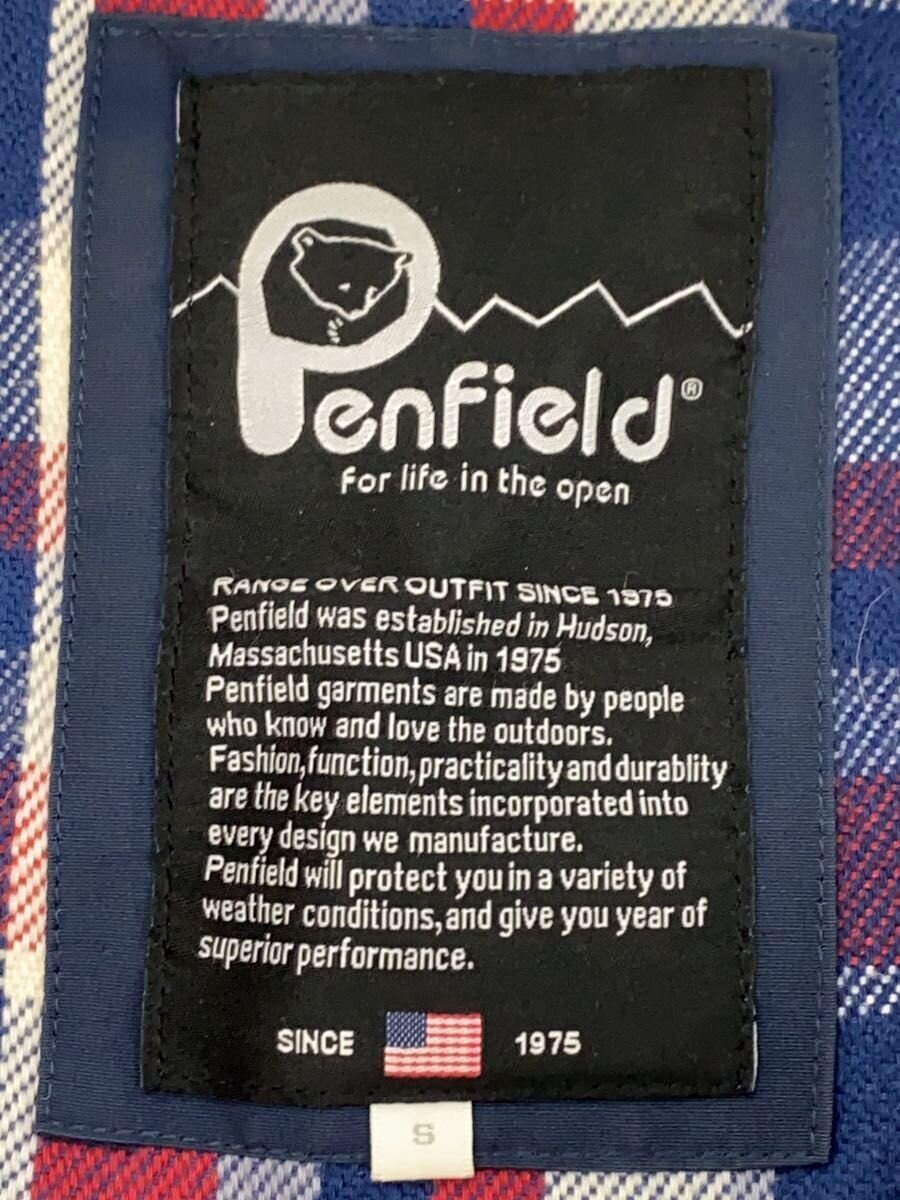 Penfield®
For life in the open
RANGE OVER OUTFIT SINCE 1975
Penfield was established in Hudson,
Massachusetts USA in 1975
Penfield garments are made by people
who know and love the outdoors.
Fashion,function,practicality and durablity
are the key elements incorporated into
every design we manufacture.
Penfield will protect you in a variety of
weather conditions,and give you year of
superior performance.
SINCE 1975
S